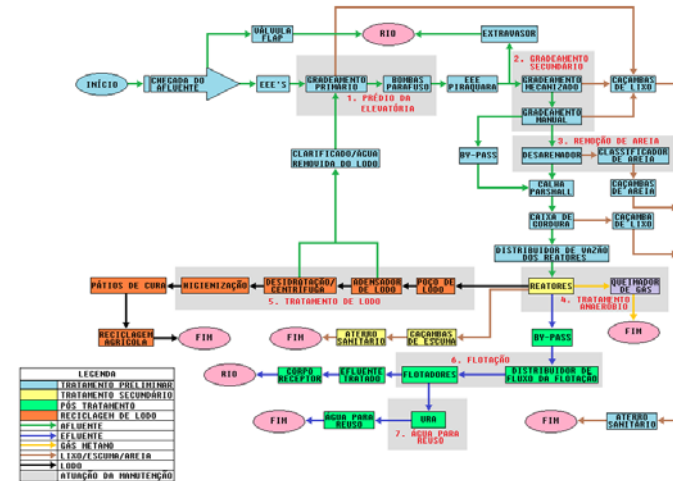 VÁLVULA
FLAP
RIO
EXTRAVASOR
2. GRADEAMENTO
SECUNDÁRIO
INÍCIO
CHEGADA DO
AFLUENTE
EEE'S
GRADEAMENTO
PRIMÁRIO
BOMBAS
PARAFUSO
EEE
PIRAQUARA
GRADEAMENTO
MECANIZADO
CAÇAMBAS
DE LIXO
1. PRÉDIO DA
ELEVATÓRIA
GRADEAMENTO
MANUAL
3. REMOÇÃO DE AREIA
CLARIFICADO/ÁGUA
REMOVIDA DO LODO
BY-PASS
DESARENADOR
CLASSIFICADOR
DE AREIA
CALHA
PARSHALL
CAÇAMBAS
DE AREIA
CAIXA DE
GORDURA
CAÇAMBA DE
LIXO
DISTRIBUIDOR DE VAZÃO
DOS REATORES
PÁTIOS DE CURA
HIGIENIZAÇÃO
DESIDROTAÇÃO/
CENTRÍFUGA
ADENSADOR
DE LODO
POÇO DE
LODO
REATORES
QUEIMADOR
DE GÁS
5. TRATAMENTO DE LODO
4. TRATAMENTO
ANAERÓBIO
RECICLAGEM
AGRÍCOLA
FIM
FIM
ATERRO
SANITÁRIO
CAÇAMBAS
DE ESCUMA
BY-PASS
FIM
6. FLOTAÇÃO
RIO
CORPO
RECEPTOR
EFLUENTE
TRATADO
FLOTADORES
DISTRIBUIDOR DE
FLUXO DA FLOTAÇÃO
LEGENDA
TRATAMENTO PRELIMINAR
TRATAMENTO SECUNDÁRIO
PÓS TRATAMENTO
RECICLAGEM DE LODO
AFLUENTE
EFLUENTE
GÁS METANO
LIXO/ESCUMA/AREIA
LODO
ATUAÇÃO DA MANUTENÇÃO
FIM
ÁGUA PARA
REUSO
URA
7. ÁGUA PARA
REUSO
FIM
ATERRO
SANITÁRIO